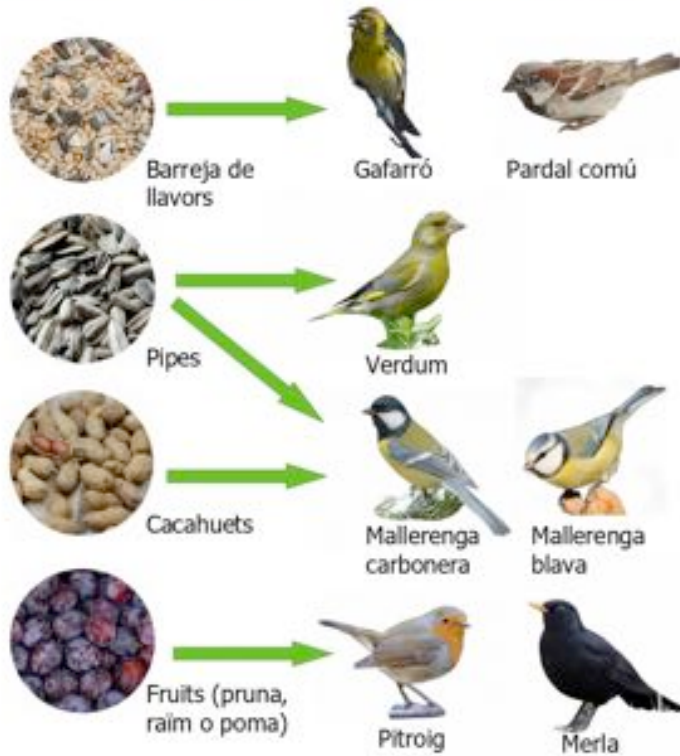 Barreja de
llavors
Gafarró
Pardal comú
Pipes
Verdum
Cacahuets
Mallerenga
carbonera
Mallerenga
blava
Fruits (pruna,
raïm o poma)
Pitroig
Merla